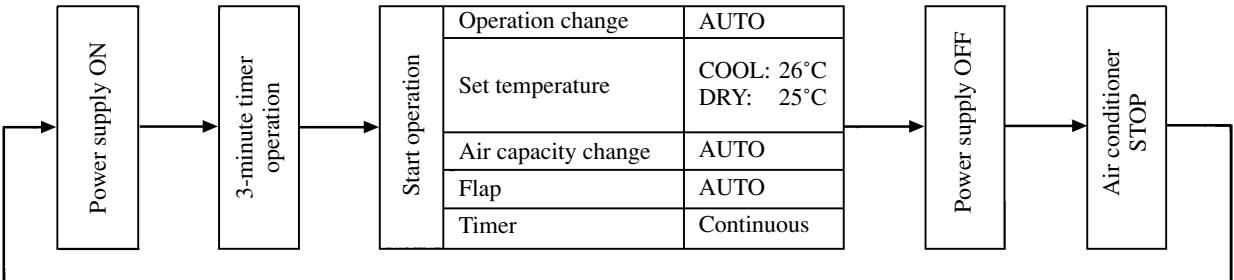 Power supply ON
3-minute timer
operation
Start operation
Operation change
AUTO
Set temperature
COOL: 26˚C
DRY: 25˚C
Air capacity change
AUTO
Flap
AUTO
Timer
Continuous
Power supply OFF
Air conditioner
STOP